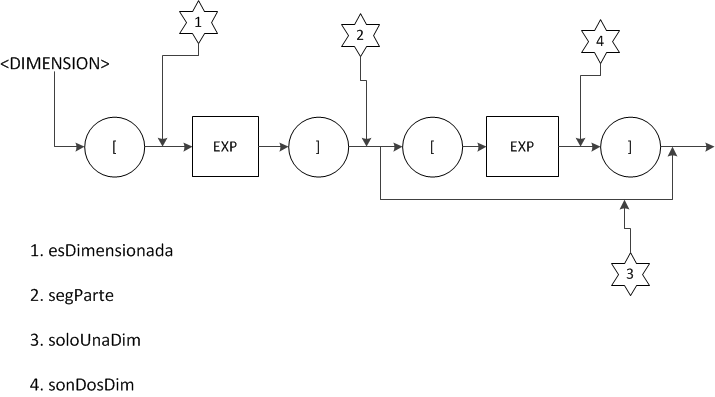 1
2
4
<DIMENSION>
[
EXP
]
[
EXP
]
3
1. esDimensionada
2. segParte
3. soloUnaDim
4. sonDosDim